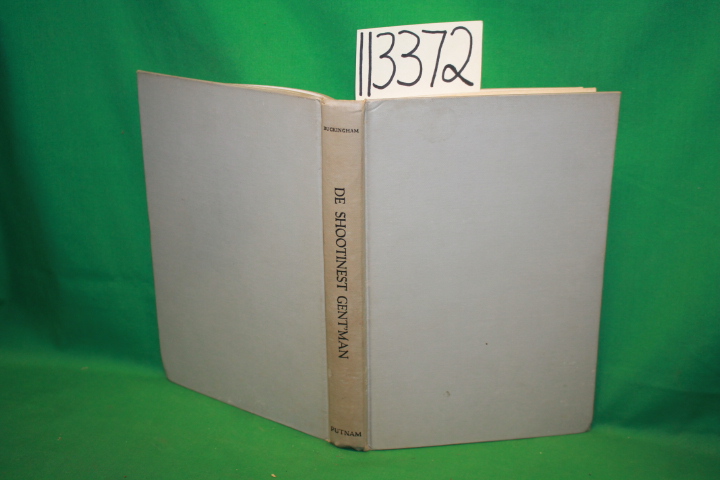 113372
BUCKINGHAM
DE SHOOTINEST GENT'MAN
PUTNAM